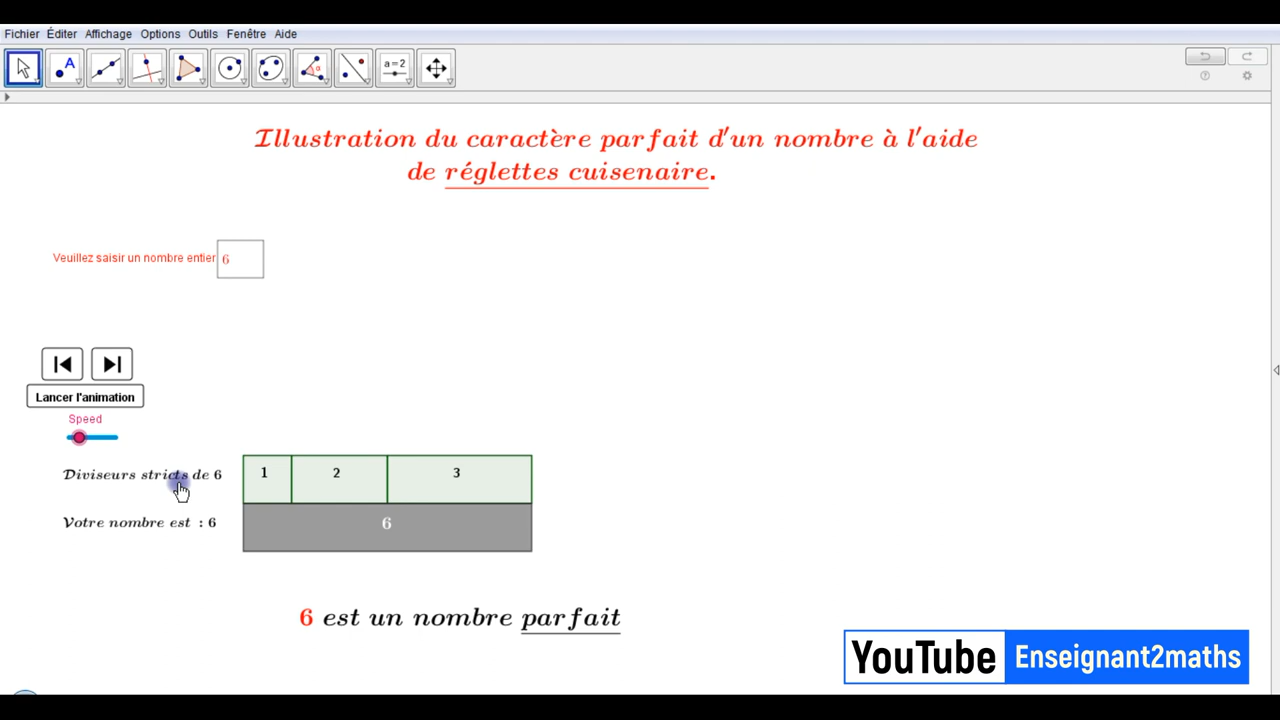 Fichier Éditer Affichage Options Outils Fenêtre Aide
A
α
a=2
Illustration du caractère parfait d'un nombre à l'aide
de réglettes cuisenaire.
Veuillez saisir un nombre entier 6
Lancer l'animation
Speed
Diviseurs stricts de 6 1 2 3
Votre nombre est : 6 6
6 est un nombre parfait
YouTube Enseignant2maths